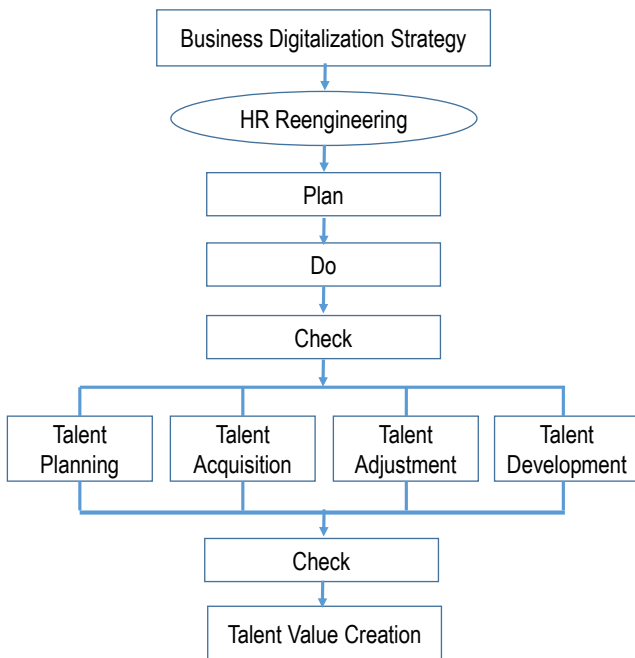 Business Digitalization Strategy
HR Reengineering
Plan
Do
Check
Talent
Planning
Talent
Acquisition
Talent
Adjustment
Talent
Development
Check
Talent Value Creation